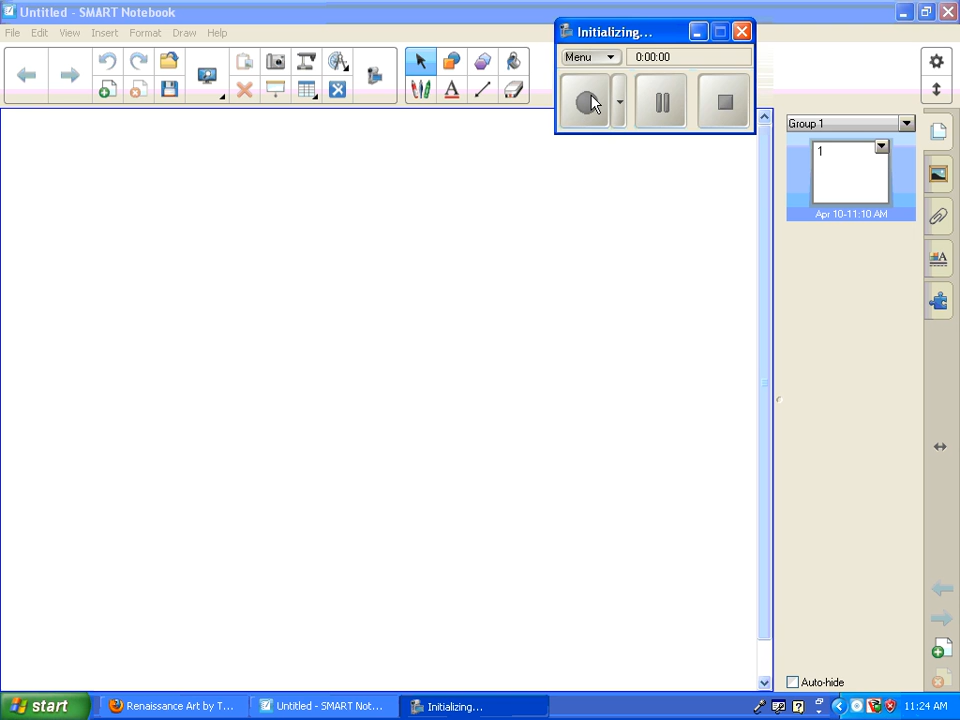 Untitled - SMART Notebook
File Edit View Insert Format Draw Help
Initializing...
Menu
0:00:00
Group 1
1
Apr 10-11:10 AM
Auto-hide
start
Renaissance Art by T...
Untitled - SMART Not...
Initializing...
11:24 AM